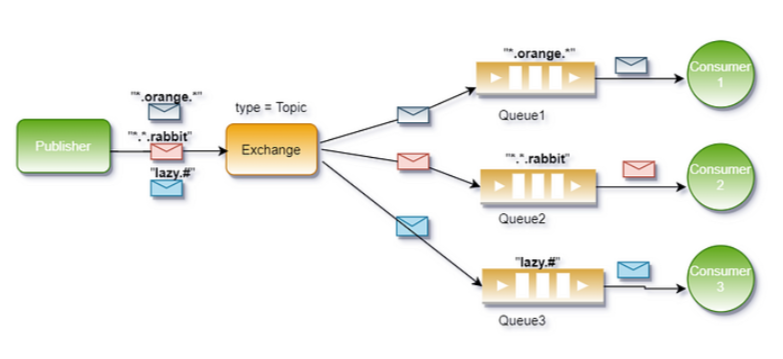 "*.orange.*"
"*.*.rabbit"
"lazy.#"
Publisher
type = Topic
Exchange
"*.orange.*"
Queue1
"*.*.rabbit"
Queue2
"lazy.#"
Queue3
Consumer
1
Consumer
2
Consumer
3